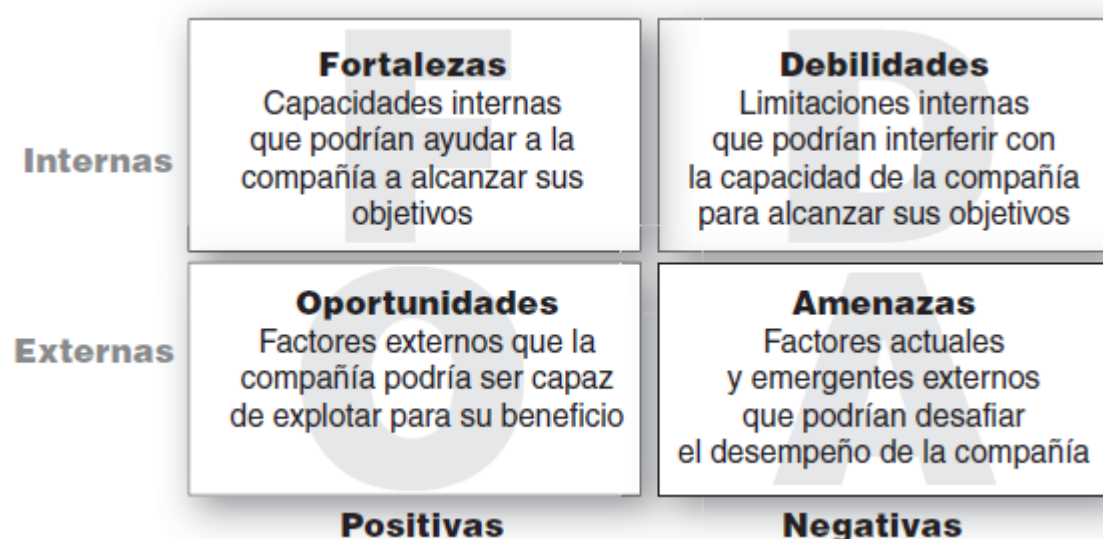 Fortalezas
Capacidades internas
que podrían ayudar a la
compañía a alcanzar sus
objetivos
Debilidades
Limitaciones internas
que podrían interferir con
la capacidad de la compañía
para alcanzar sus objetivos
Internas
Oportunidades
Factores externos que la
compañía podría ser capaz
de explotar para su beneficio
Amenazas
Factores actuales
y emergentes externos
que podrían desafiar
el desempeño de la compañía
Externas
Positivas
Negativas
F
D
O
A